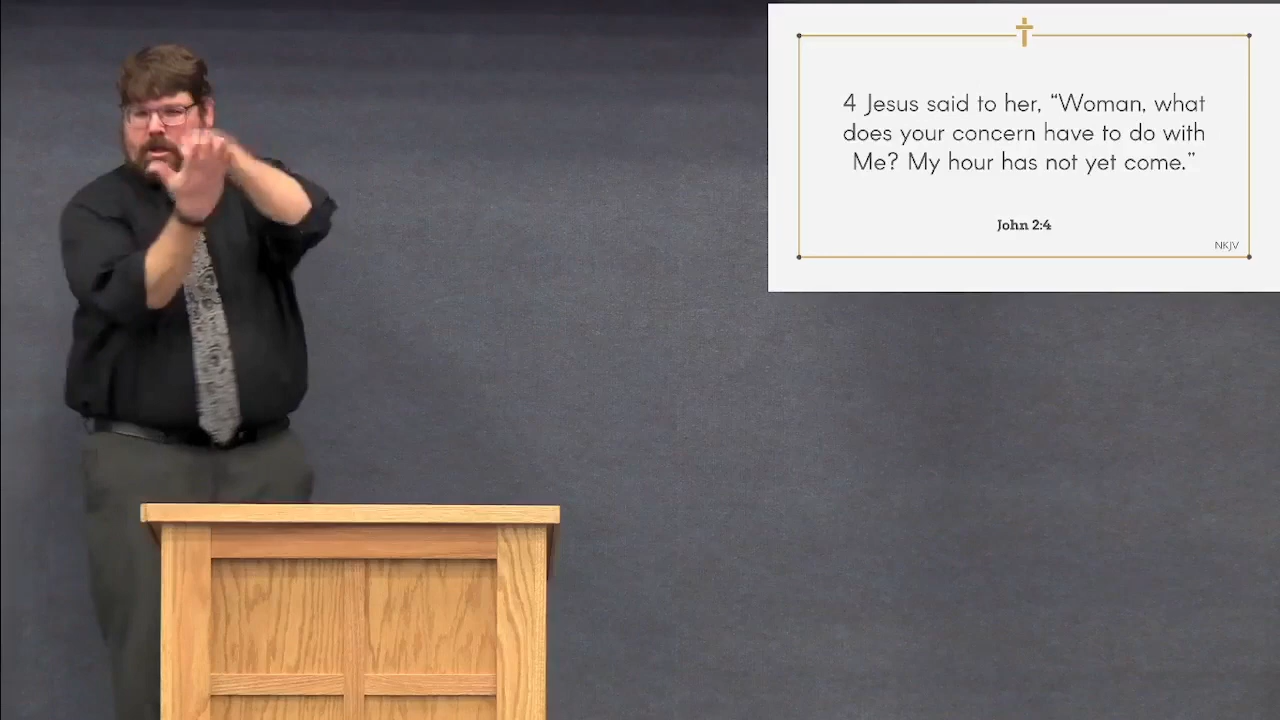 4 Jesus said to her, “Woman, what
does your concern have to do with
Me? My hour has not yet come.”
John 2:4
NKJV